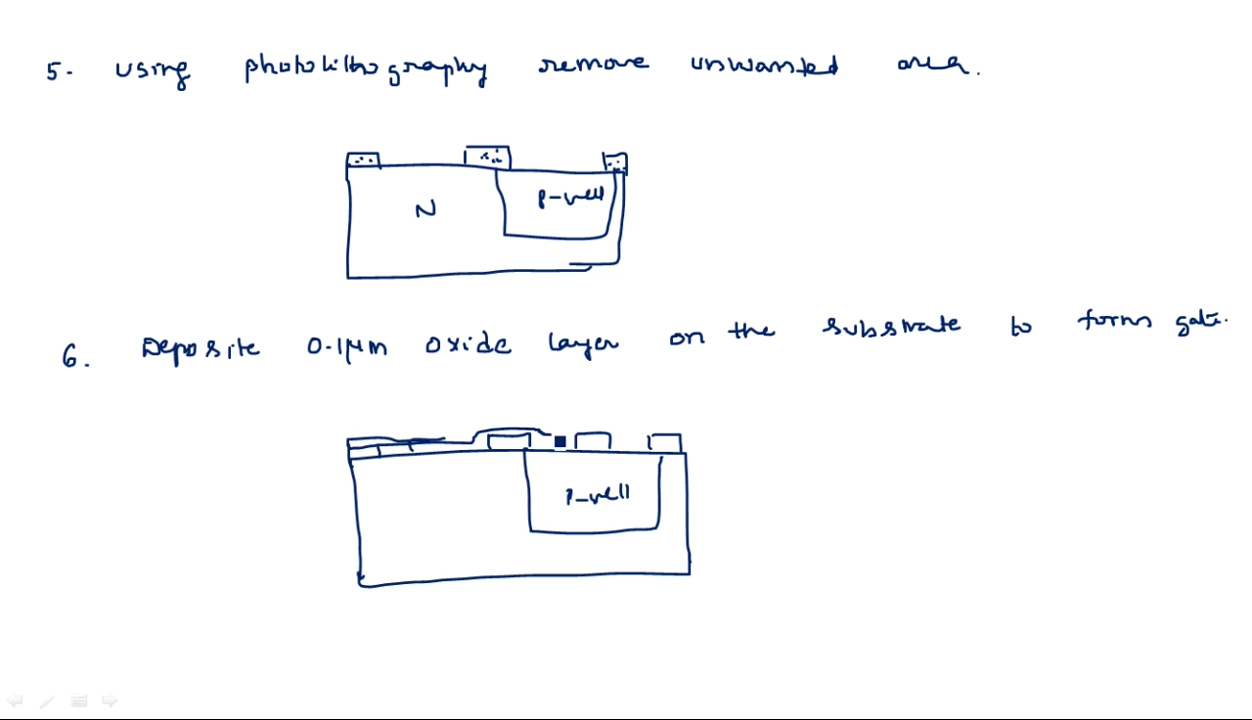 5. using photolithography remove unwanted area.
N
P-well
6. Deposite 0.1μm oxide layer on the substrate to forms gate.
P-well